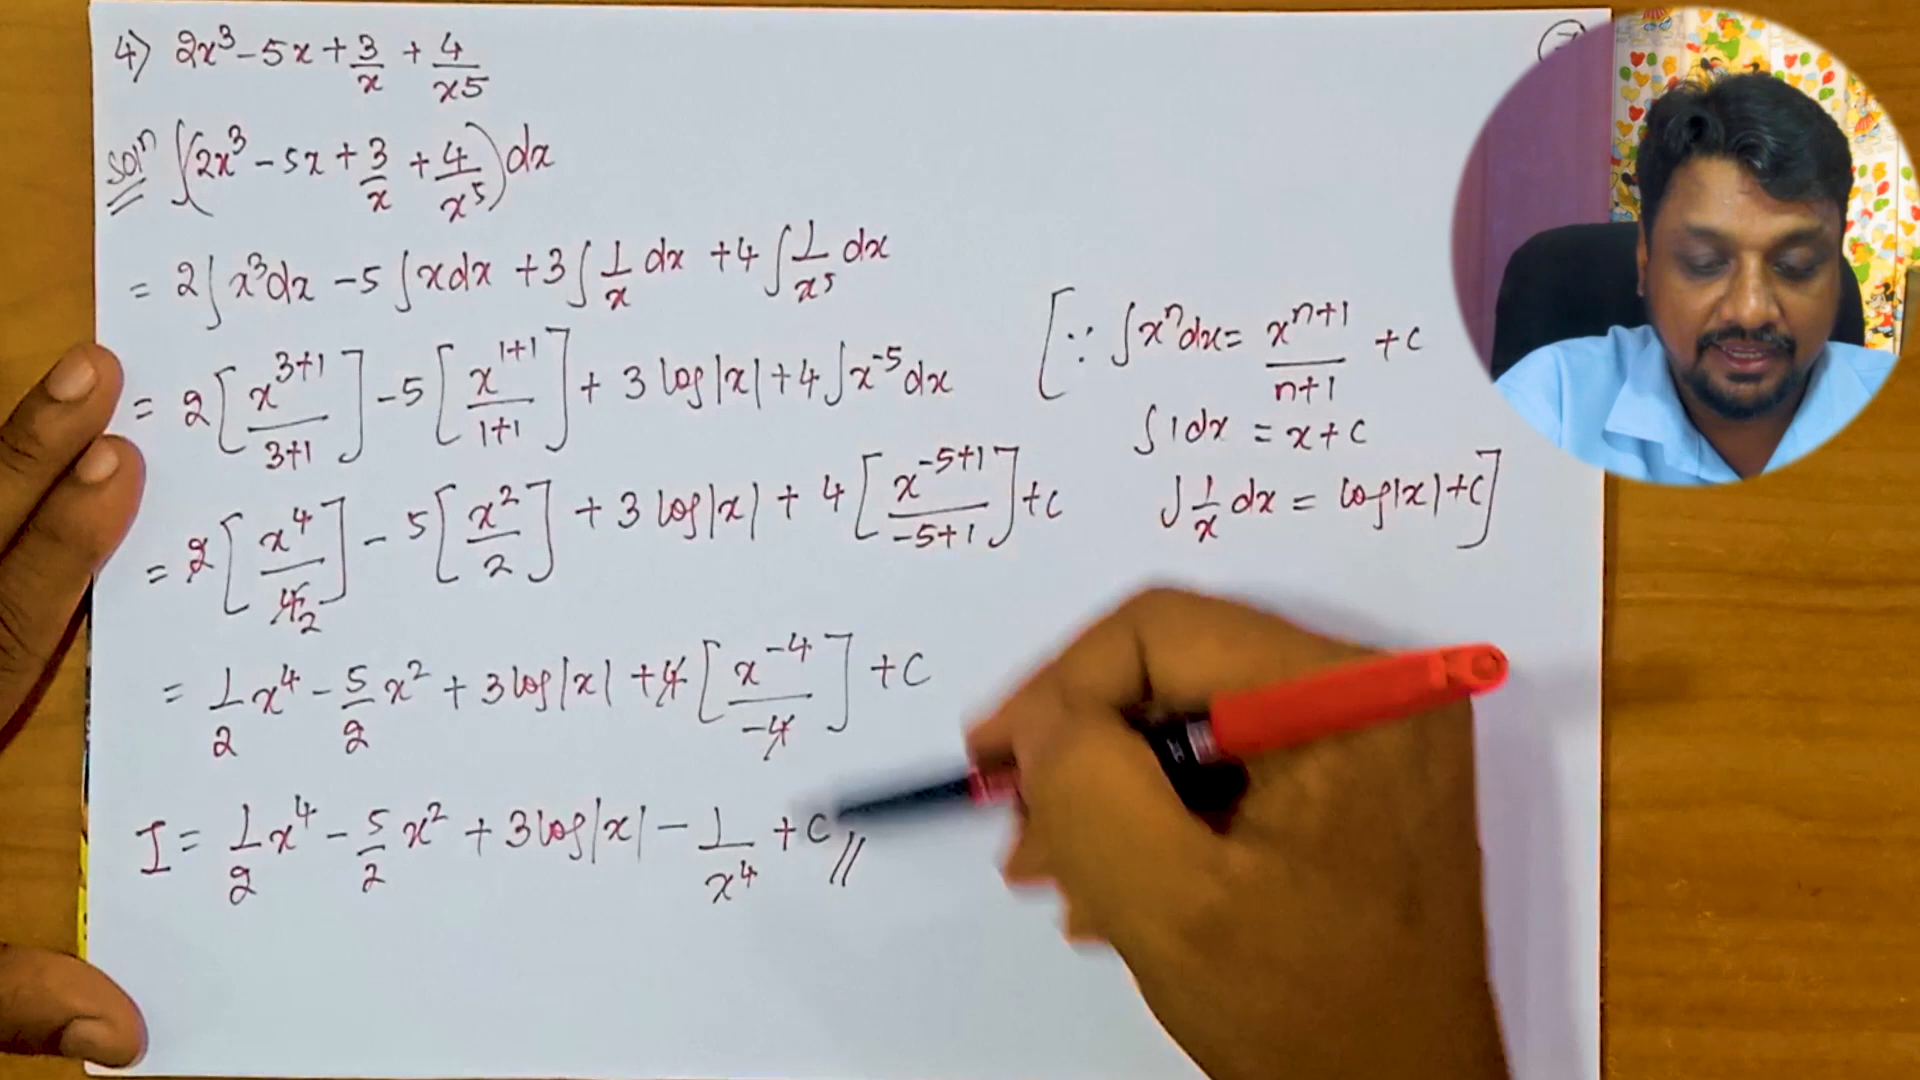 4) 2x³ - 5x + 3/x + 4/x5
Soln ∫(2x³ - 5x + 3/x + 4/x⁵) dx
= 2∫x³dx - 5∫xdx + 3∫1/x dx + 4∫1/x⁵ dx
= 2[x³⁺¹/3+1] - 5[x¹⁺¹/1+1] + 3 log|x| + 4∫x⁻⁵dx
= 2[x⁴/4 2] - 5[x²/2] + 3 log|x| + 4[x⁻⁵⁺¹/-5+1] + c
= 1/2 x⁴ - 5/2 x² + 3 log|x| + 4[x⁻⁴/-4] + c
I = 1/2 x⁴ - 5/2 x² + 3 log|x| - 1/x⁴ + c //
[∵ ∫xⁿdx = xⁿ⁺¹/n+1 + c
∫1dx = x + c
∫1/x dx = log|x| + c]